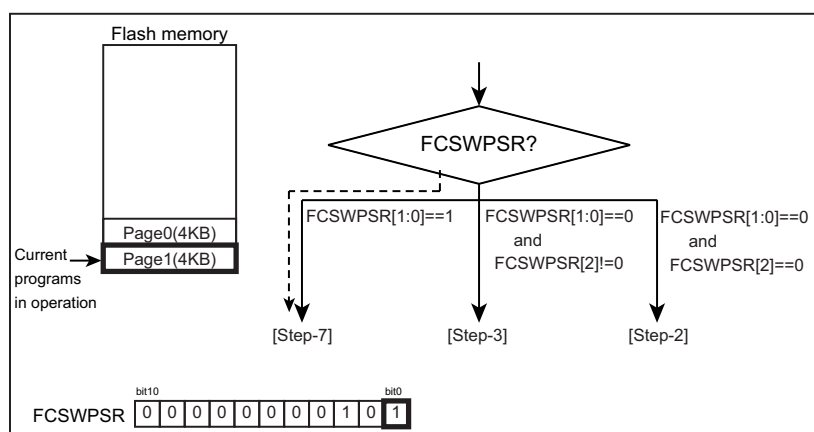 Flash memory
Page0(4KB)
Page1(4KB)
Current
programs
in operation
FCSWPSR?
FCSWPSR[1:0]==1
FCSWPSR[1:0]==0
and
FCSWPSR[2]!=0
FCSWPSR[1:0]==0
and
FCSWPSR[2]==0
[Step-7]
[Step-3]
[Step-2]
bit10 bit0
FCSWPSR 0 0 0 0 0 0 0 0 1 0 1